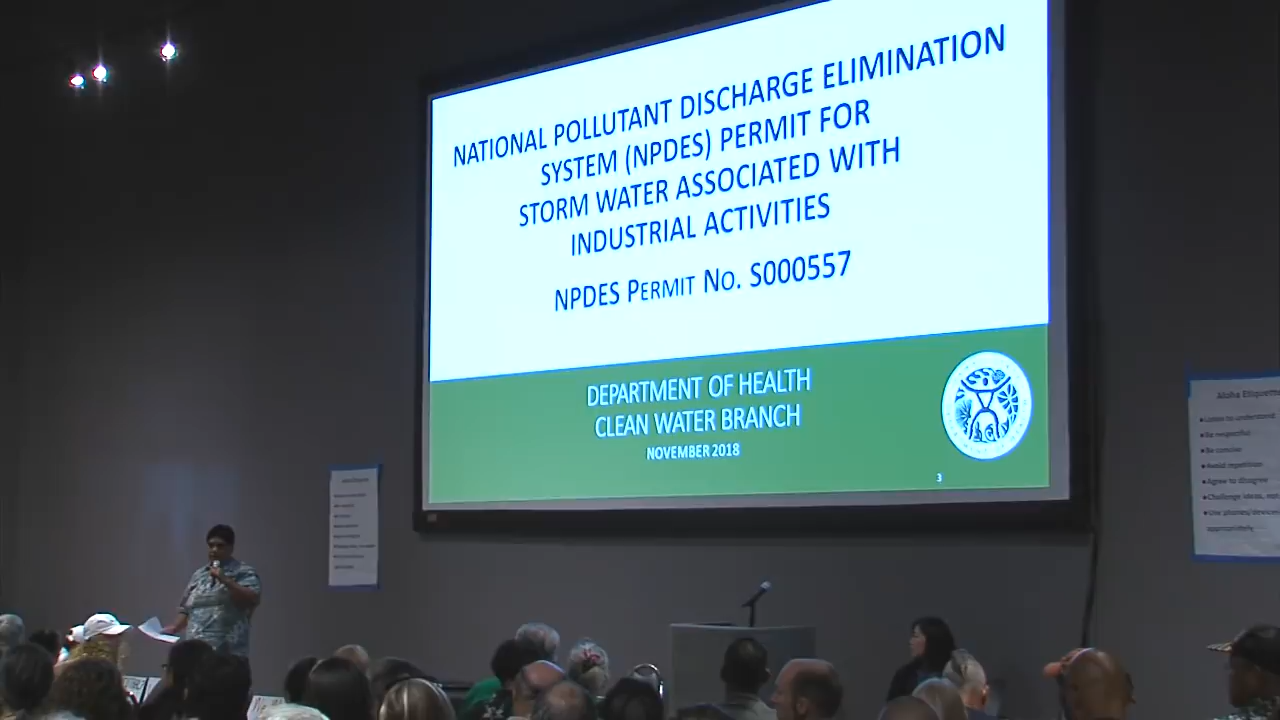 NATIONAL POLLUTANT DISCHARGE ELIMINATION
SYSTEM (NPDES) PERMIT FOR
STORM WATER ASSOCIATED WITH
INDUSTRIAL ACTIVITIES
NPDES PERMIT NO. S000557
DEPARTMENT OF HEALTH
CLEAN WATER BRANCH
NOVEMBER 2018
3
Aloha Etiquette
• Listen to understand
• Be respectful
• Be concise
• Avoid repetition
• Agree to disagree
• Challenge ideas, not
• Use phones/devices
appropriately